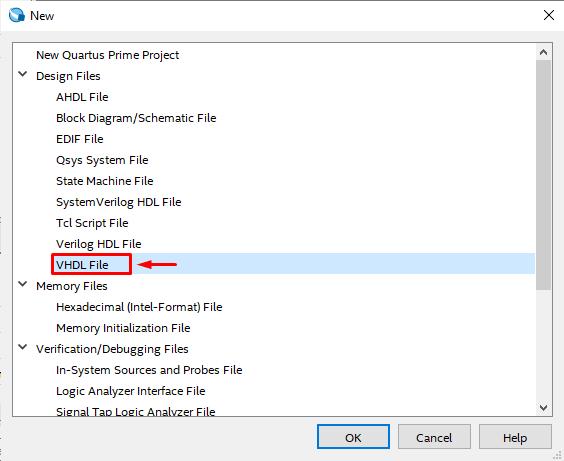 New
New Quartus Prime Project
Design Files
AHDL File
Block Diagram/Schematic File
EDIF File
Qsys System File
State Machine File
SystemVerilog HDL File
Tcl Script File
Verilog HDL File
VHDL File
Memory Files
Hexadecimal (Intel-Format) File
Memory Initialization File
Verification/Debugging Files
In-System Sources and Probes File
Logic Analyzer Interface File
Signal Tap Logic Analyzer File
OK Cancel Help